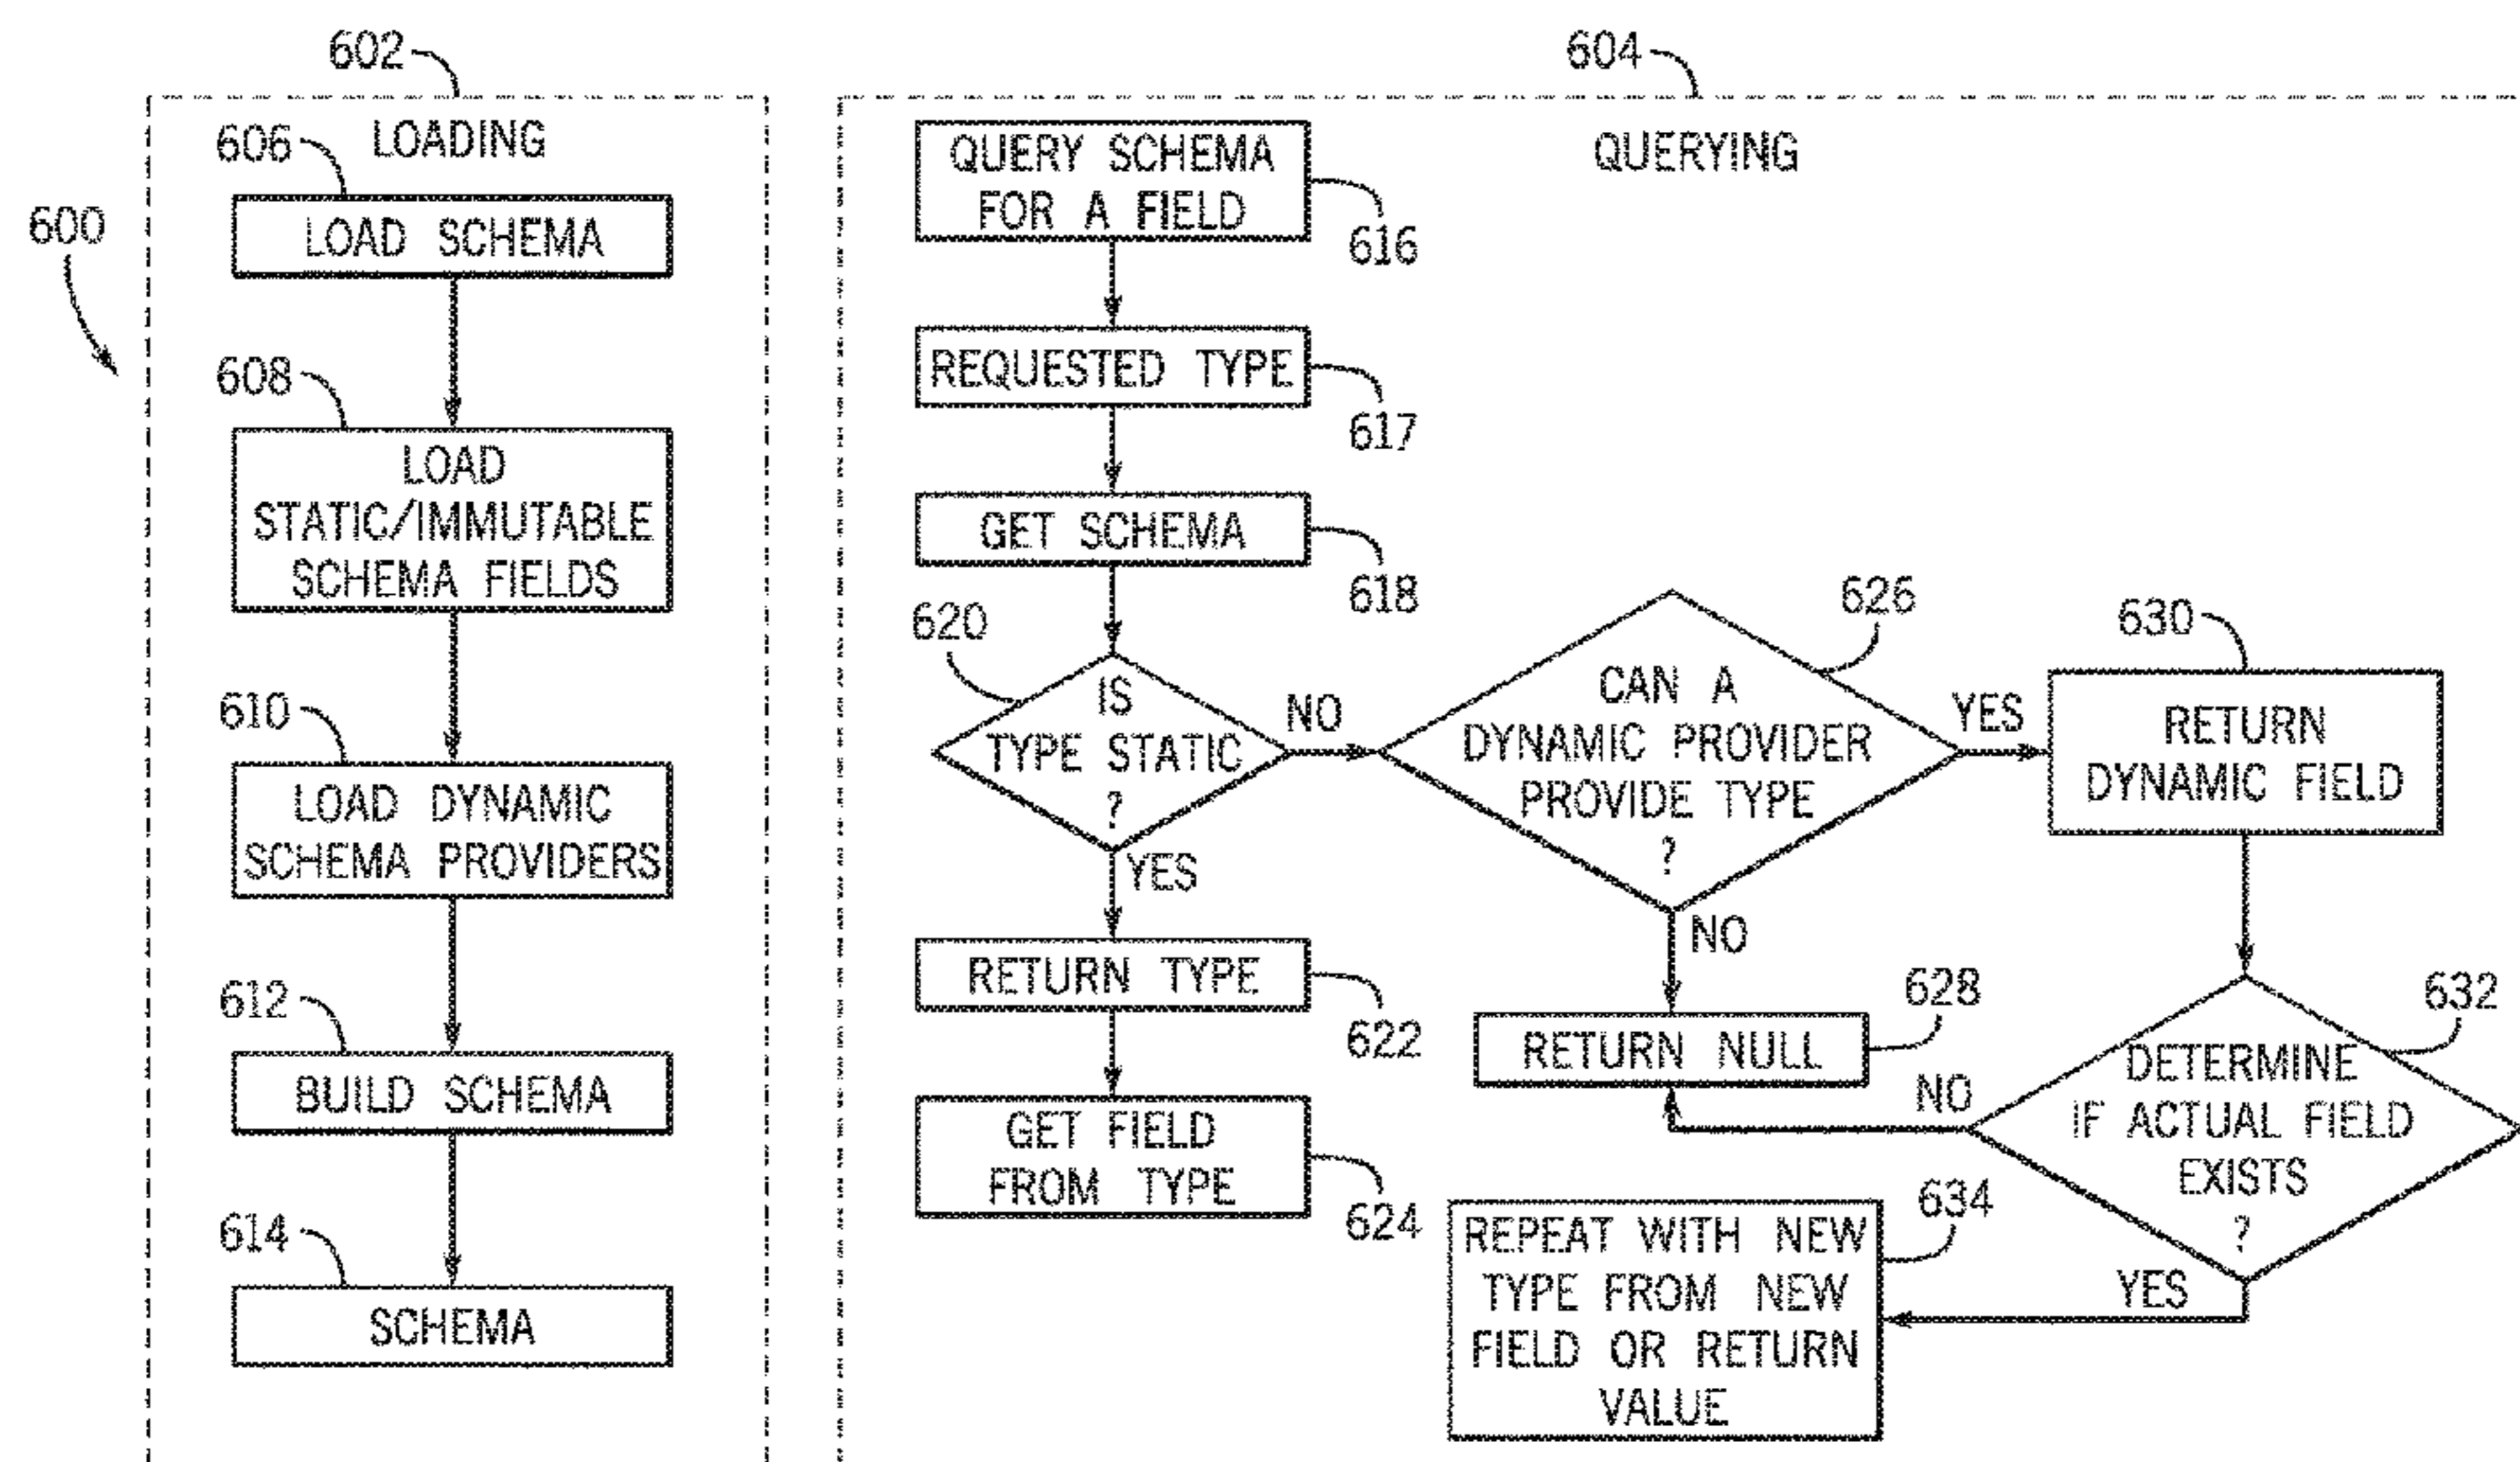 602
604
600
LOADING
606
LOAD SCHEMA
608
LOAD
STATIC/IMMUTABLE
SCHEMA FIELDS
610
LOAD DYNAMIC
SCHEMA PROVIDERS
612
BUILD SCHEMA
614
SCHEMA
QUERYING
QUERY SCHEMA
FOR A FIELD
616
REQUESTED TYPE
617
GET SCHEMA
618
620
IS
TYPE STATIC
?
NO
YES
RETURN TYPE
622
GET FIELD
FROM TYPE
624
626
CAN A
DYNAMIC PROVIDER
PROVIDE TYPE
?
YES
NO
628
RETURN NULL
630
RETURN
DYNAMIC FIELD
632
DETERMINE
IF ACTUAL FIELD
EXISTS
?
NO
YES
634
REPEAT WITH NEW
TYPE FROM NEW
FIELD OR RETURN
VALUE